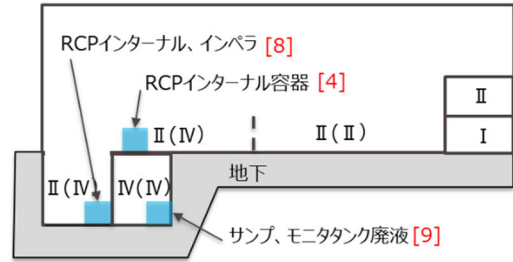 RCPインターナル、インペラ [8]
RCPインターナル容器 [4]
Ⅱ
Ⅱ(Ⅳ)
Ⅱ(Ⅱ)
Ⅰ
地下
Ⅱ(Ⅳ)
Ⅳ(Ⅳ)
サンプ、モニタタンク廃液 [9]